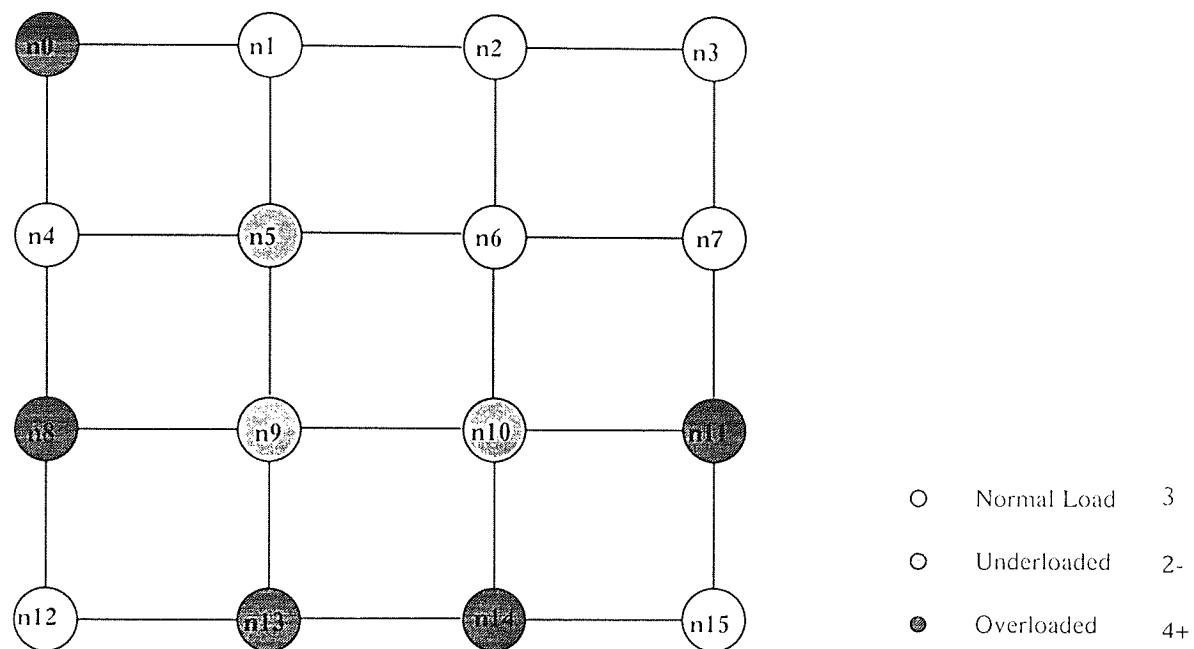 n0 n1 n2 n3
n4 n5 n6 n7
n8 n9 n10 n11
Normal Load 3
Underloaded 2-
n12 n13 n14 n15
Overloaded 4+